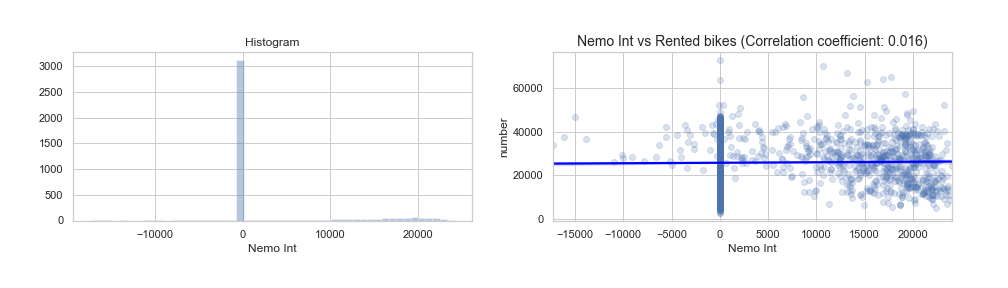 Histogram
3000
2500
2000
1500
1000
500
0
−10000 0 10000 20000
Nemo Int
Nemo Int vs Rented bikes (Correlation coefficient: 0.016)
number
60000
40000
20000
0
−15000 −10000 −5000 0 5000 10000 15000 20000
Nemo Int